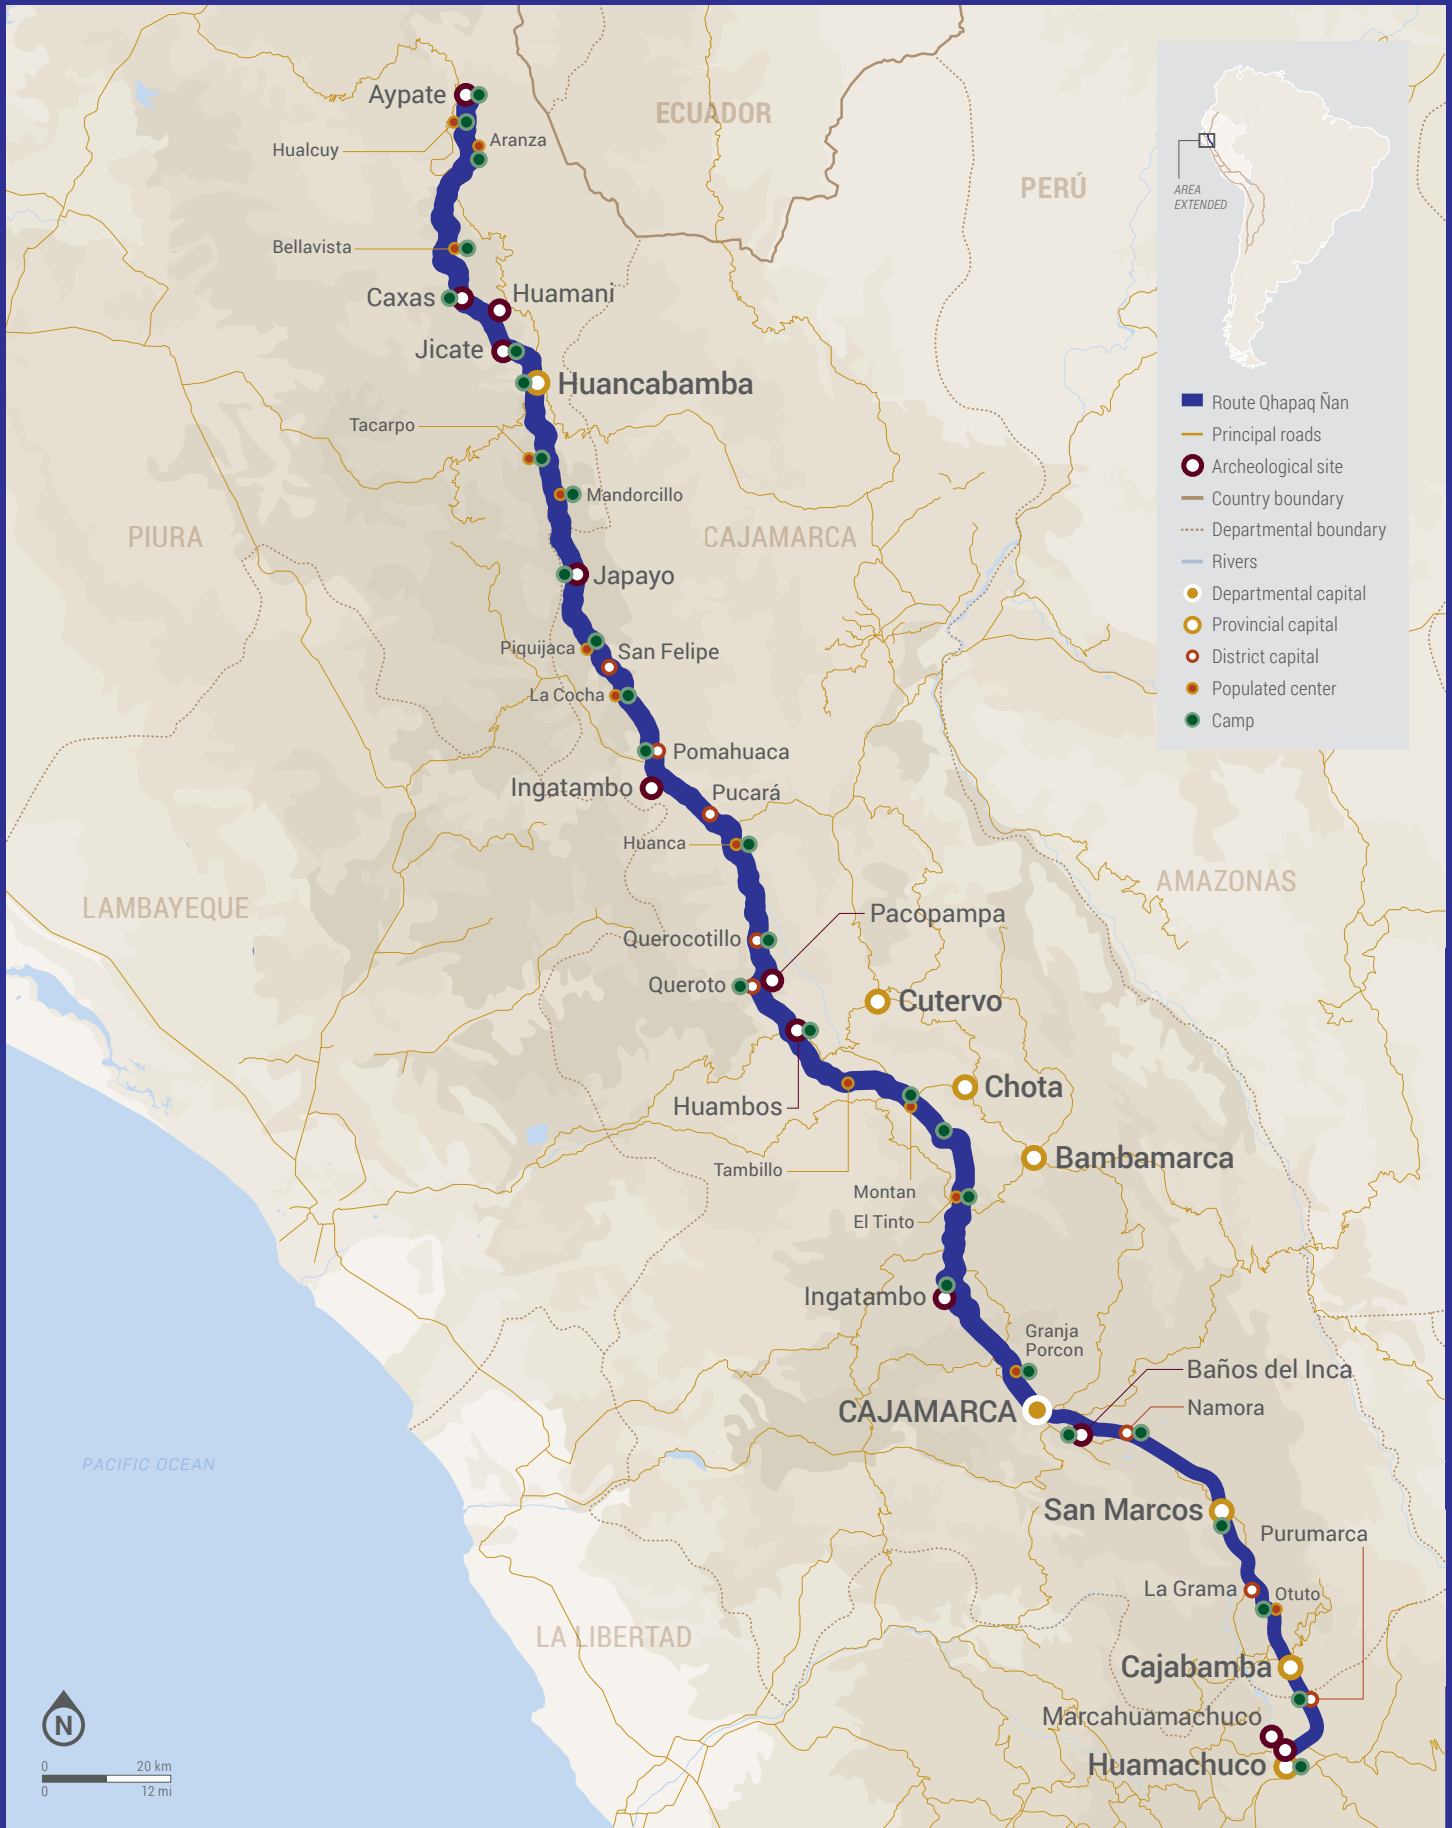 Aypate
ECUADOR
Hualcuy
Aranza
PERÚ
AREA
EXTENDED
Bellavista
Caxas
Huamani
Jicate
Huancabamba
Route Qhapaq Ñan
Principal roads
Archeological site
Country boundary
Departmental boundary
Rivers
Departmental capital
Provincial capital
District capital
Populated center
Camp
Tacarpo
Mandorcillo
PIURA
CAJAMARCA
Japayo
Piquijaca
San Felipe
La Cocha
Pomahuaca
Ingatambo
Pucará
Huanca
AMAZONAS
LAMBAYEQUE
Pacopampa
Querocotillo
Queroto
Cutervo
Chota
Huambos
Bambamarca
Tambillo
Montan
El Tinto
Ingatambo
Granja
Porcon
Baños del Inca
CAJAMARCA
Namora
PACIFIC OCEAN
San Marcos
Purumarca
La Grama
Otuto
LA LIBERTAD
Cajabamba
Marcahuamachuco
Huamachuco
N
0 20 km
0 12 mi